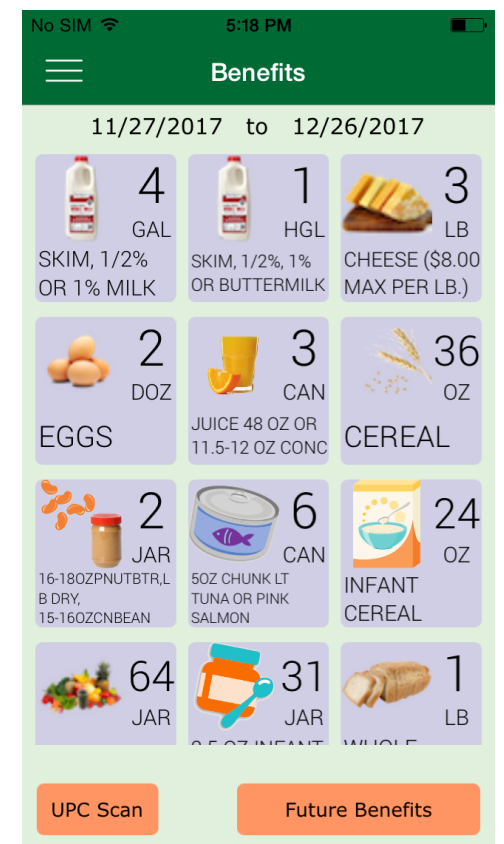 No SIM 5:18 PM
Benefits
11/27/2017 to 12/26/2017
4
GAL
SKIM, 1/2%
OR 1% MILK
1
HGL
SKIM, 1/2%, 1%
OR BUTTERMILK
3
LB
CHEESE ($8.00
MAX PER LB.)
2
DOZ
EGGS
3
CAN
JUICE 48 OZ OR
11.5-12 OZ CONC
36
OZ
CEREAL
2
JAR
16-18OZPNUTBTR,L
B DRY,
15-16OZCNBEAN
6
CAN
5OZ CHUNK LT
TUNA OR PINK
SALMON
24
OZ
INFANT
CEREAL
64
JAR
31
JAR
OZ INFANT
1
LB
WHOLE
UPC Scan
Future Benefits